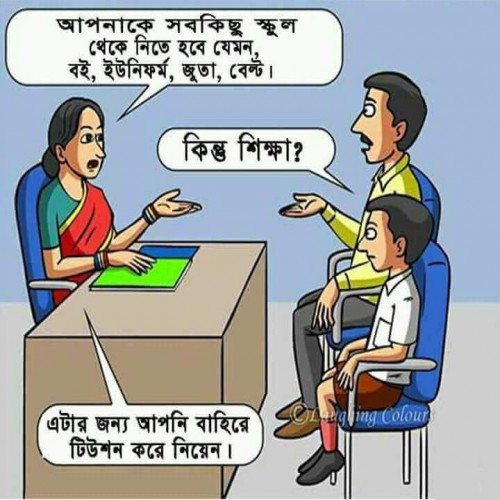 আপনাকে সবকিছু স্কুল
থেকে নিতে হবে যেমন,
বই, ইউনিফর্ম, জুতা, বেল্ট।
কিন্তু শিক্ষা?
©Laughing Colours
এটার জন্য আপনি বাহিরে
টিউশন করে নিয়েন।